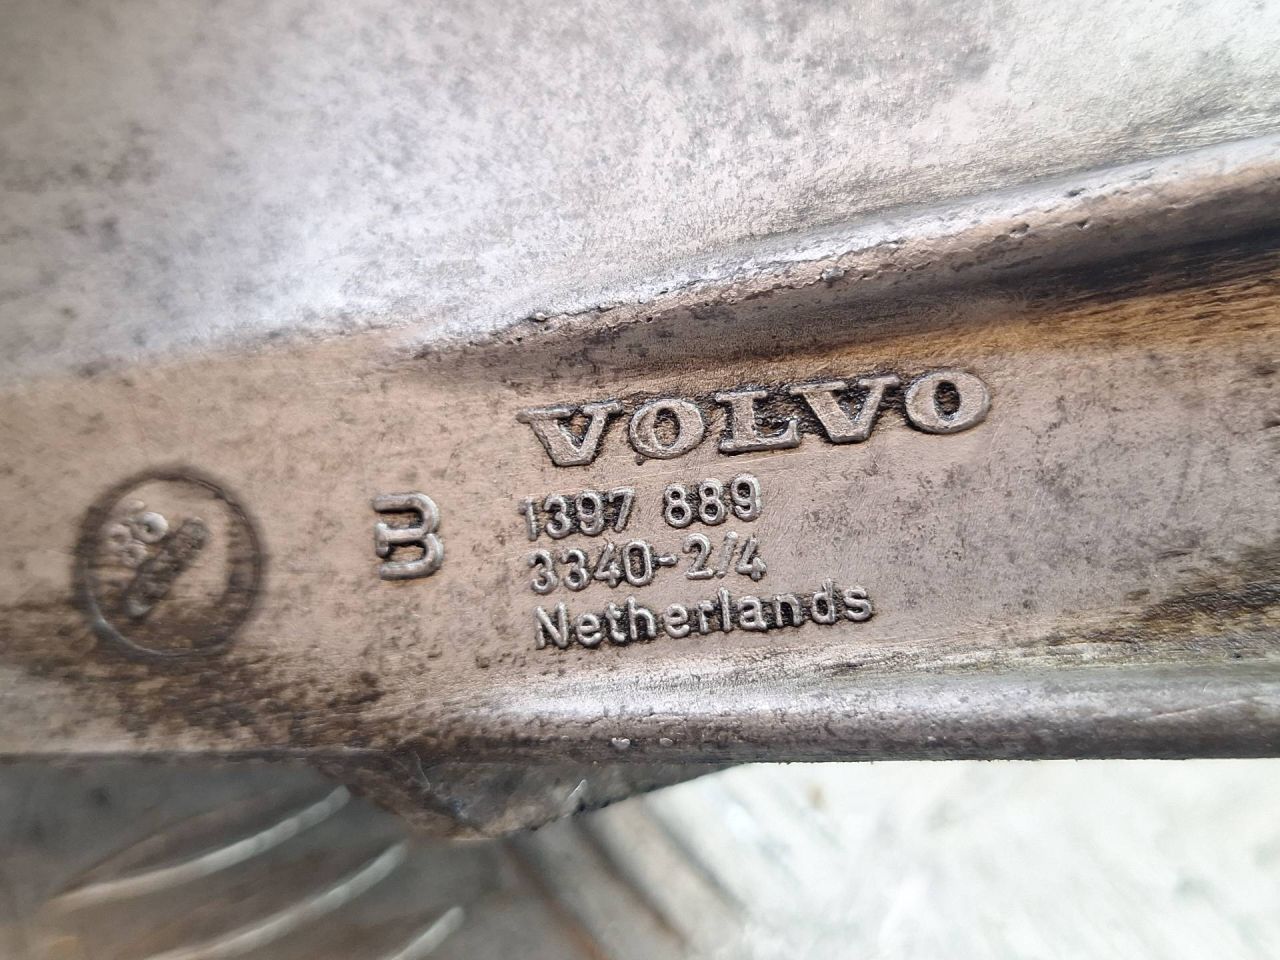 VOLVO
B
1397 889
3340-2/4
Netherlands